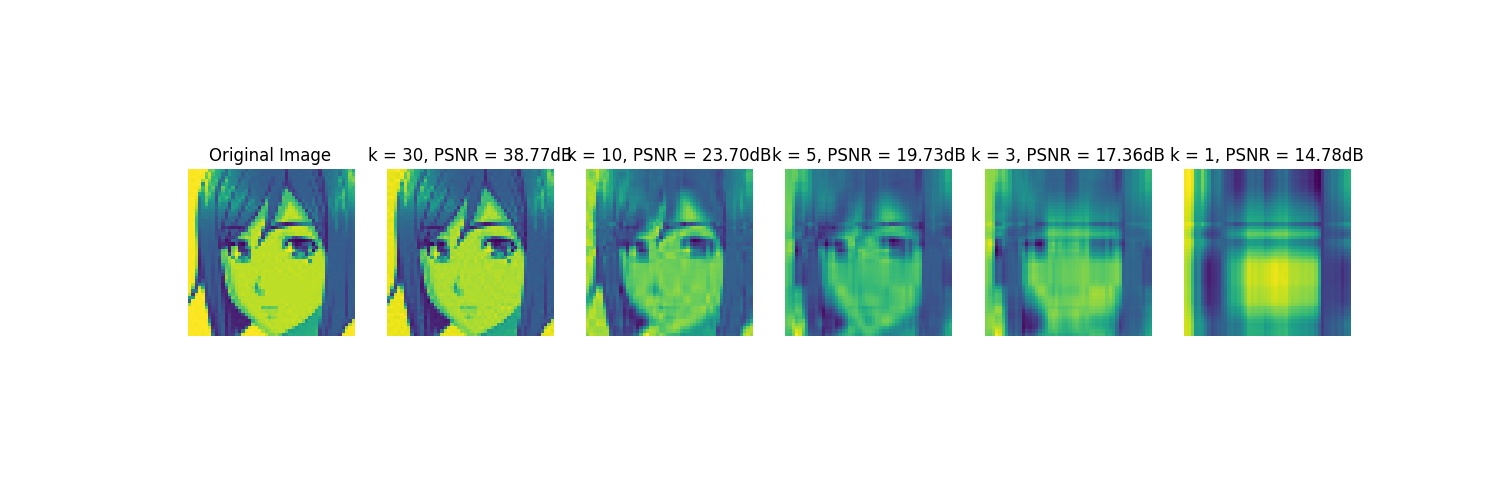 Original Image
k = 30, PSNR = 38.77dB
k = 10, PSNR = 23.70dB
k = 5, PSNR = 19.73dB
k = 3, PSNR = 17.36dB
k = 1, PSNR = 14.78dB